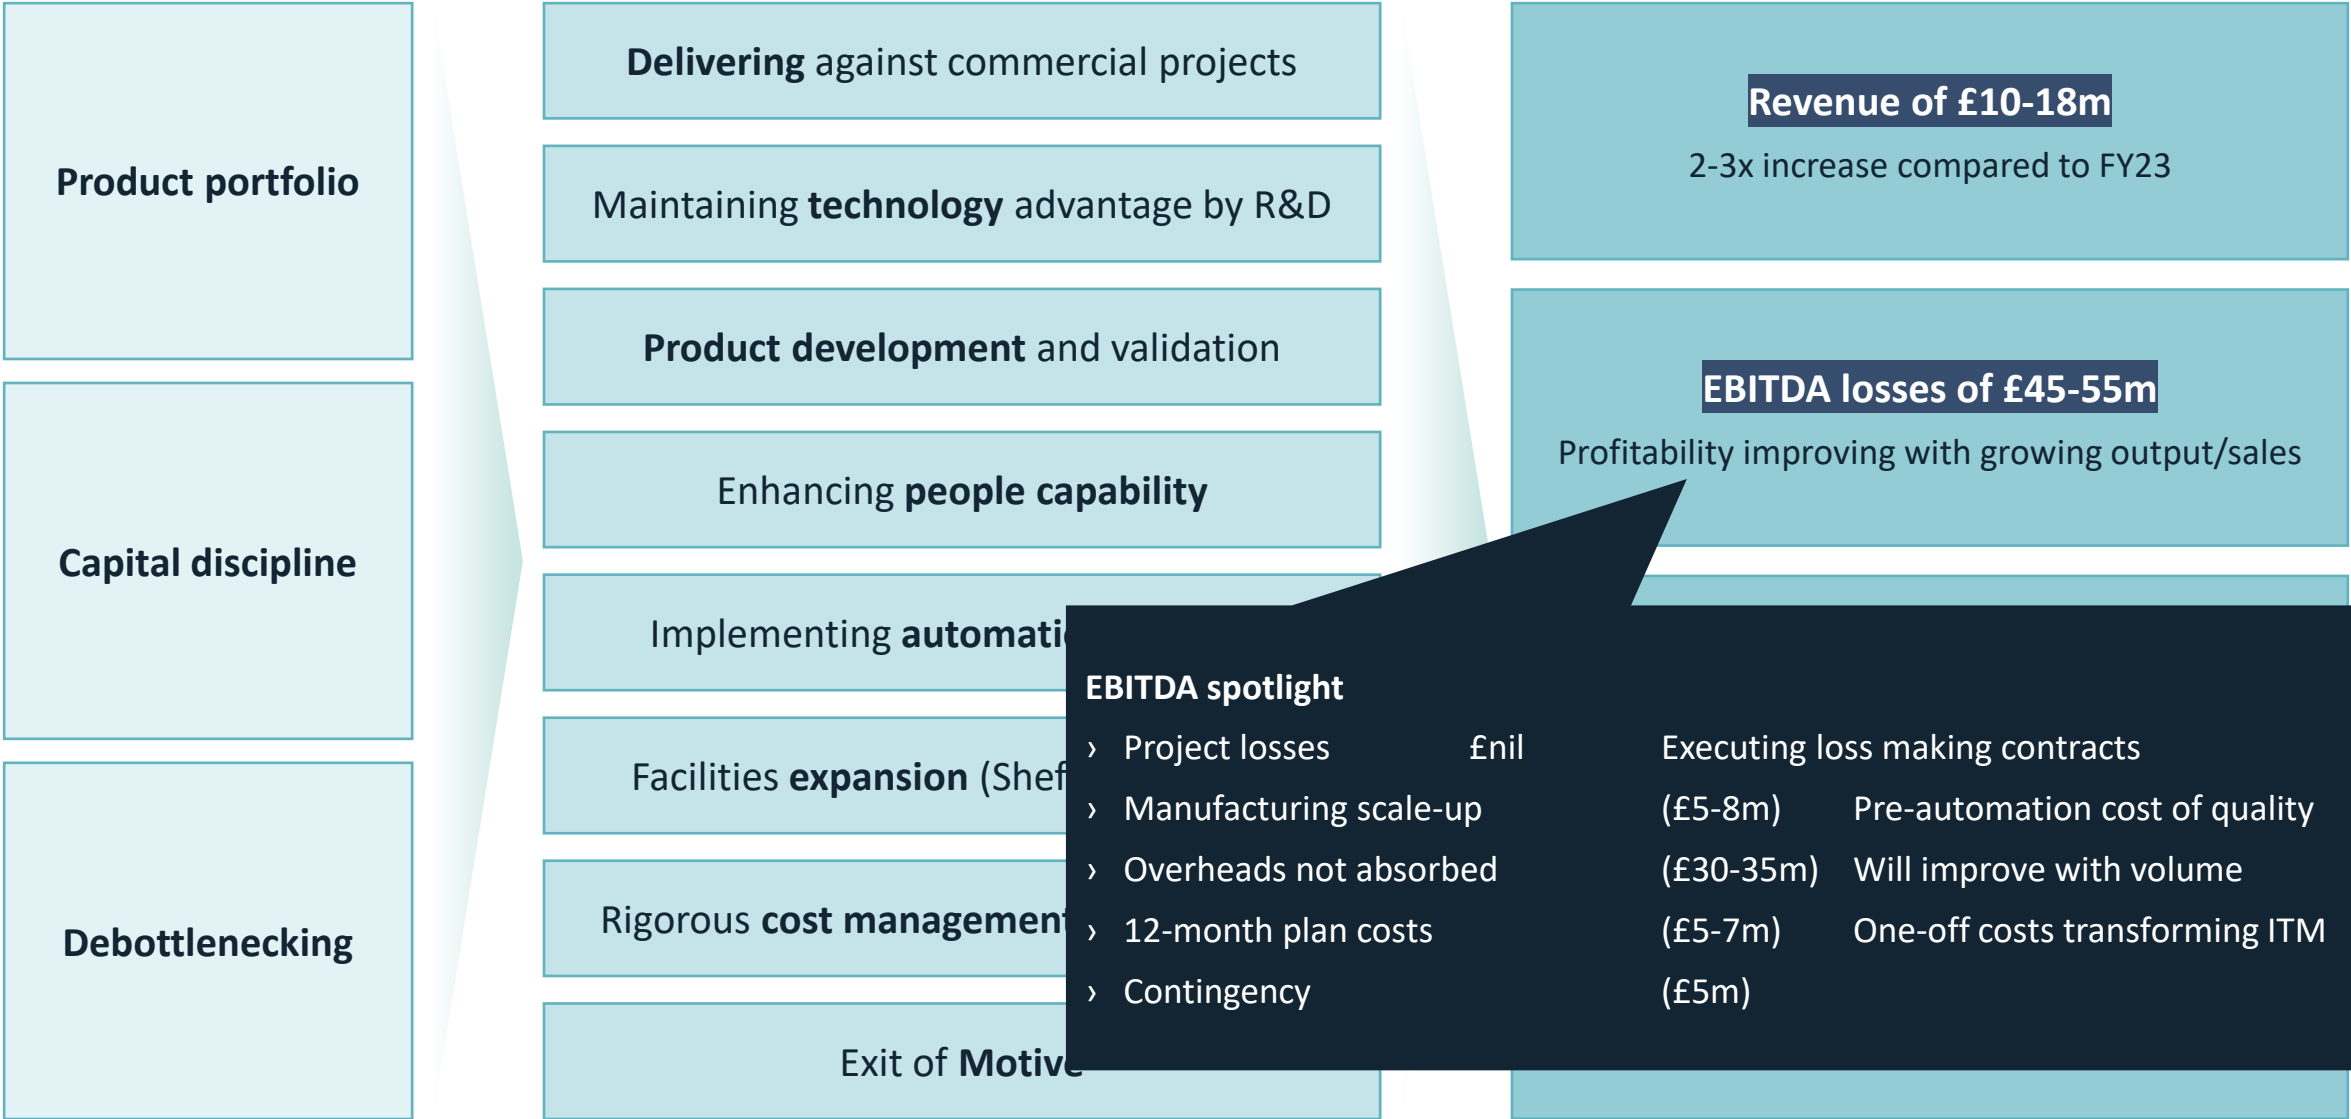 Product portfolio
Capital discipline
Debottlenecking
Delivering against commercial projects
Maintaining technology advantage by R&D
Product development and validation
Enhancing people capability
Implementing
Facilities expansion
Rigorous cost management
Exit of Motive
Revenue of £10-18m
2-3x increase compared to FY23
EBITDA losses of £45-55m
Profitability improving with growing output/sales
EBITDA spotlight
› Project losses £nil Executing loss making contracts
› Manufacturing scale-up (£5-8m) Pre-automation cost of quality
› Overheads not absorbed (£30-35m) Will improve with volume
› 12-month plan costs (£5-7m) One-off costs transforming ITM
› Contingency (£5m)